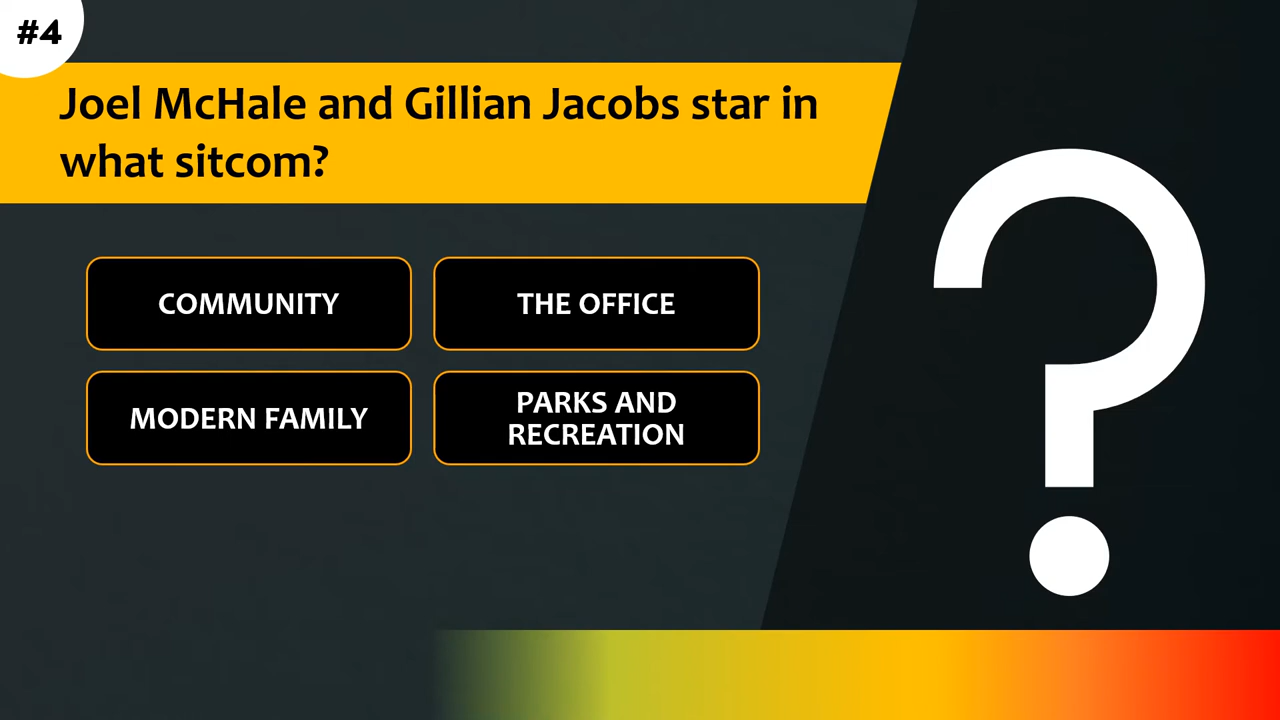 #4
Joel McHale and Gillian Jacobs star in
what sitcom?
COMMUNITY
THE OFFICE
MODERN FAMILY
PARKS AND
RECREATION
?